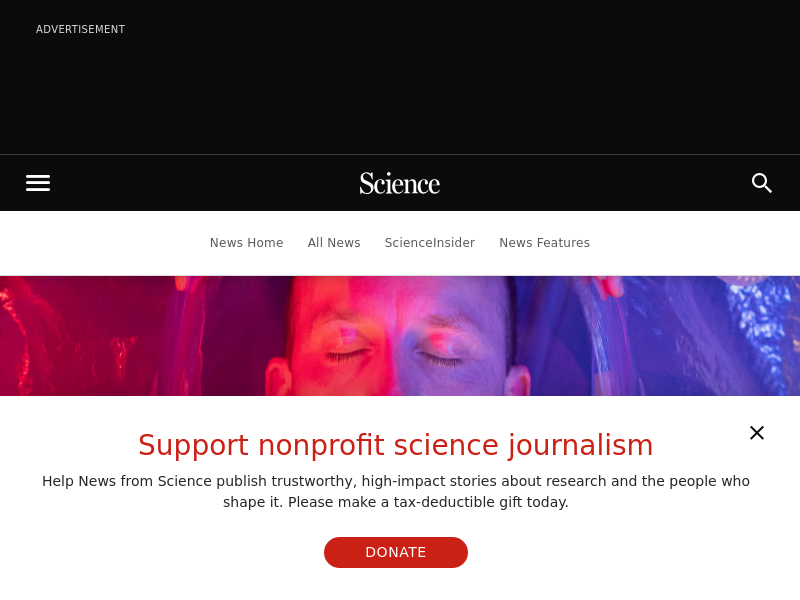 ADVERTISEMENT
Science
News Home All News ScienceInsider News Features
Support nonprofit science journalism
Help News from Science publish trustworthy, high-impact stories about research and the people who
shape it. Please make a tax-deductible gift today.
DONATE